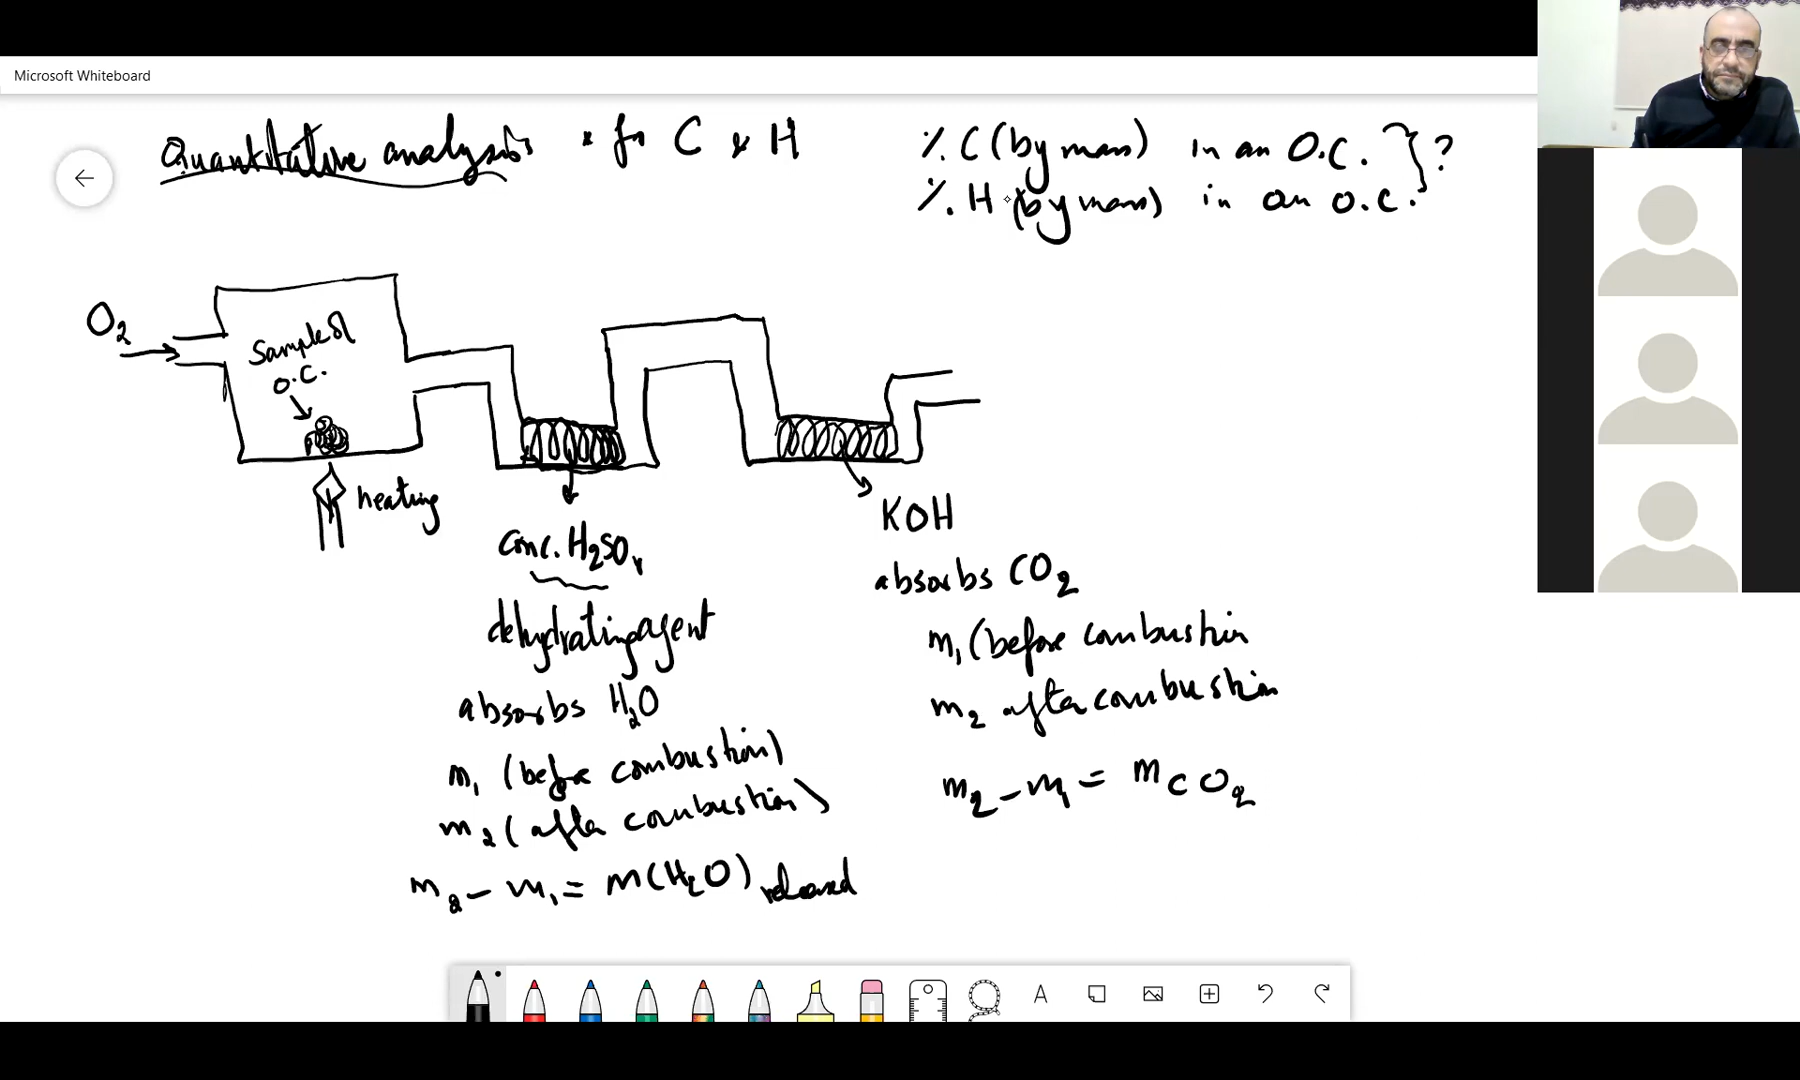 Microsoft Whiteboard
Quantitative analysis * for C & H
% C (by mass) in an O.C. } ?
% H (by mass) in an O.C.
O2
Sample of
O.C.
heating
conc. H2SO4
dehydrating agent
absorbs H2O
m1 (before combustion)
m2 (after combustion)
m2 - m1 = m(H2O) released
KOH
absorbs CO2
m1 (before combustion
m2 after combustion
m2 - m1 = mCO2
A